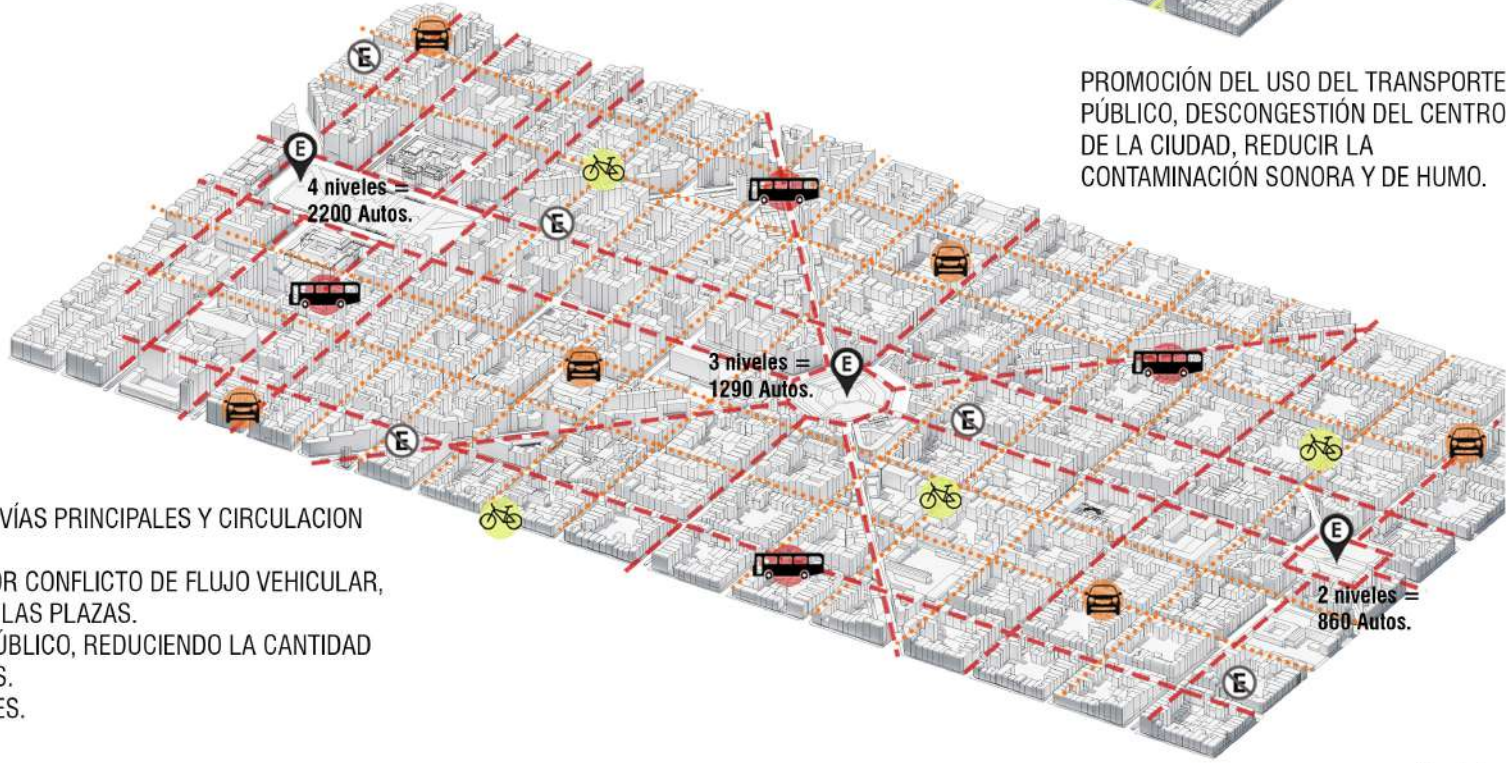 PROMOCIÓN DEL USO DEL TRANSPORTE
PÚBLICO, DESCONGESTIÓN DEL CENTRO
DE LA CIUDAD, REDUCIR LA
CONTAMINACIÓN SONORA Y DE HUMO.
E
E
4 niveles =
2200 Autos.
E
3 niveles =
1290 Autos.
E
E
E
E
2 niveles =
860 Autos.
E
VÍAS PRINCIPALES Y CIRCULACION
OR CONFLICTO DE FLUJO VEHICULAR,
LAS PLAZAS.
ÚBLICO, REDUCIENDO LA CANTIDAD
S.
ES.